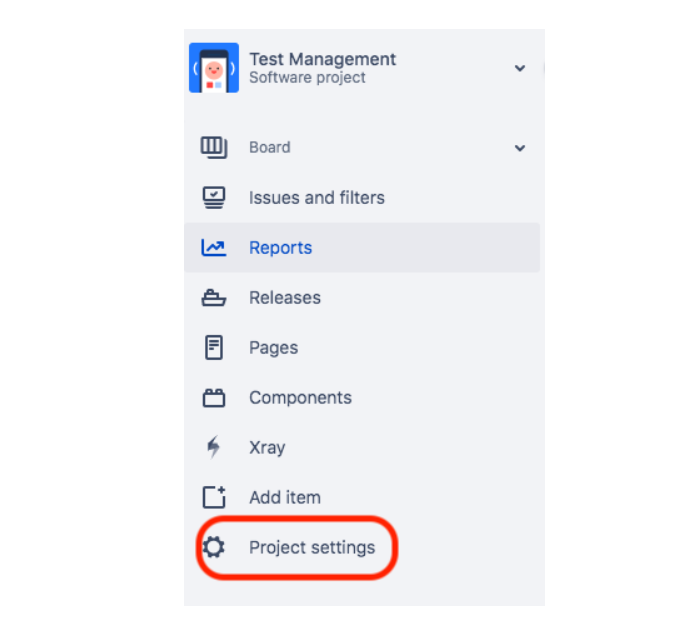 Test Management
Software project
Board
Issues and filters
Reports
Releases
Pages
Components
Xray
Add item
Project settings